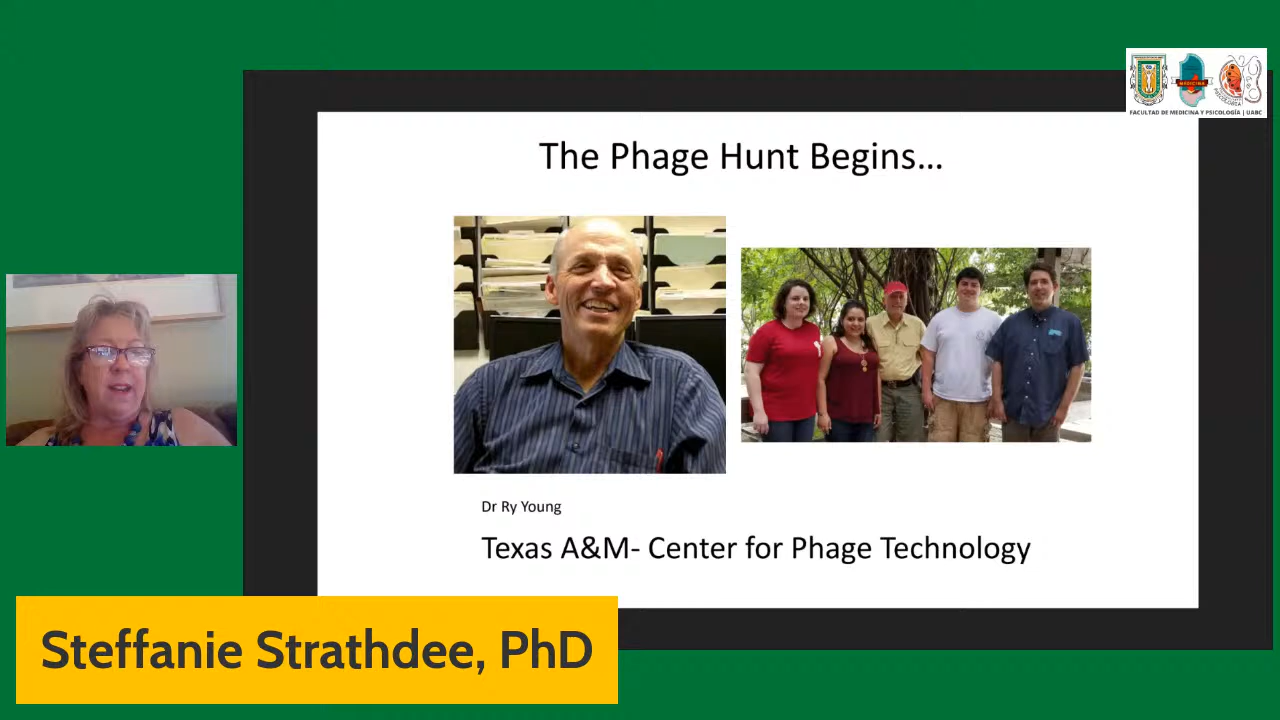 The Phage Hunt Begins...
MEDICINA
FACULTAD DE MEDICINA Y PSICOLOGÍA | UABC
Dr Ry Young
Texas A&M- Center for Phage Technology
Steffanie Strathdee, PhD